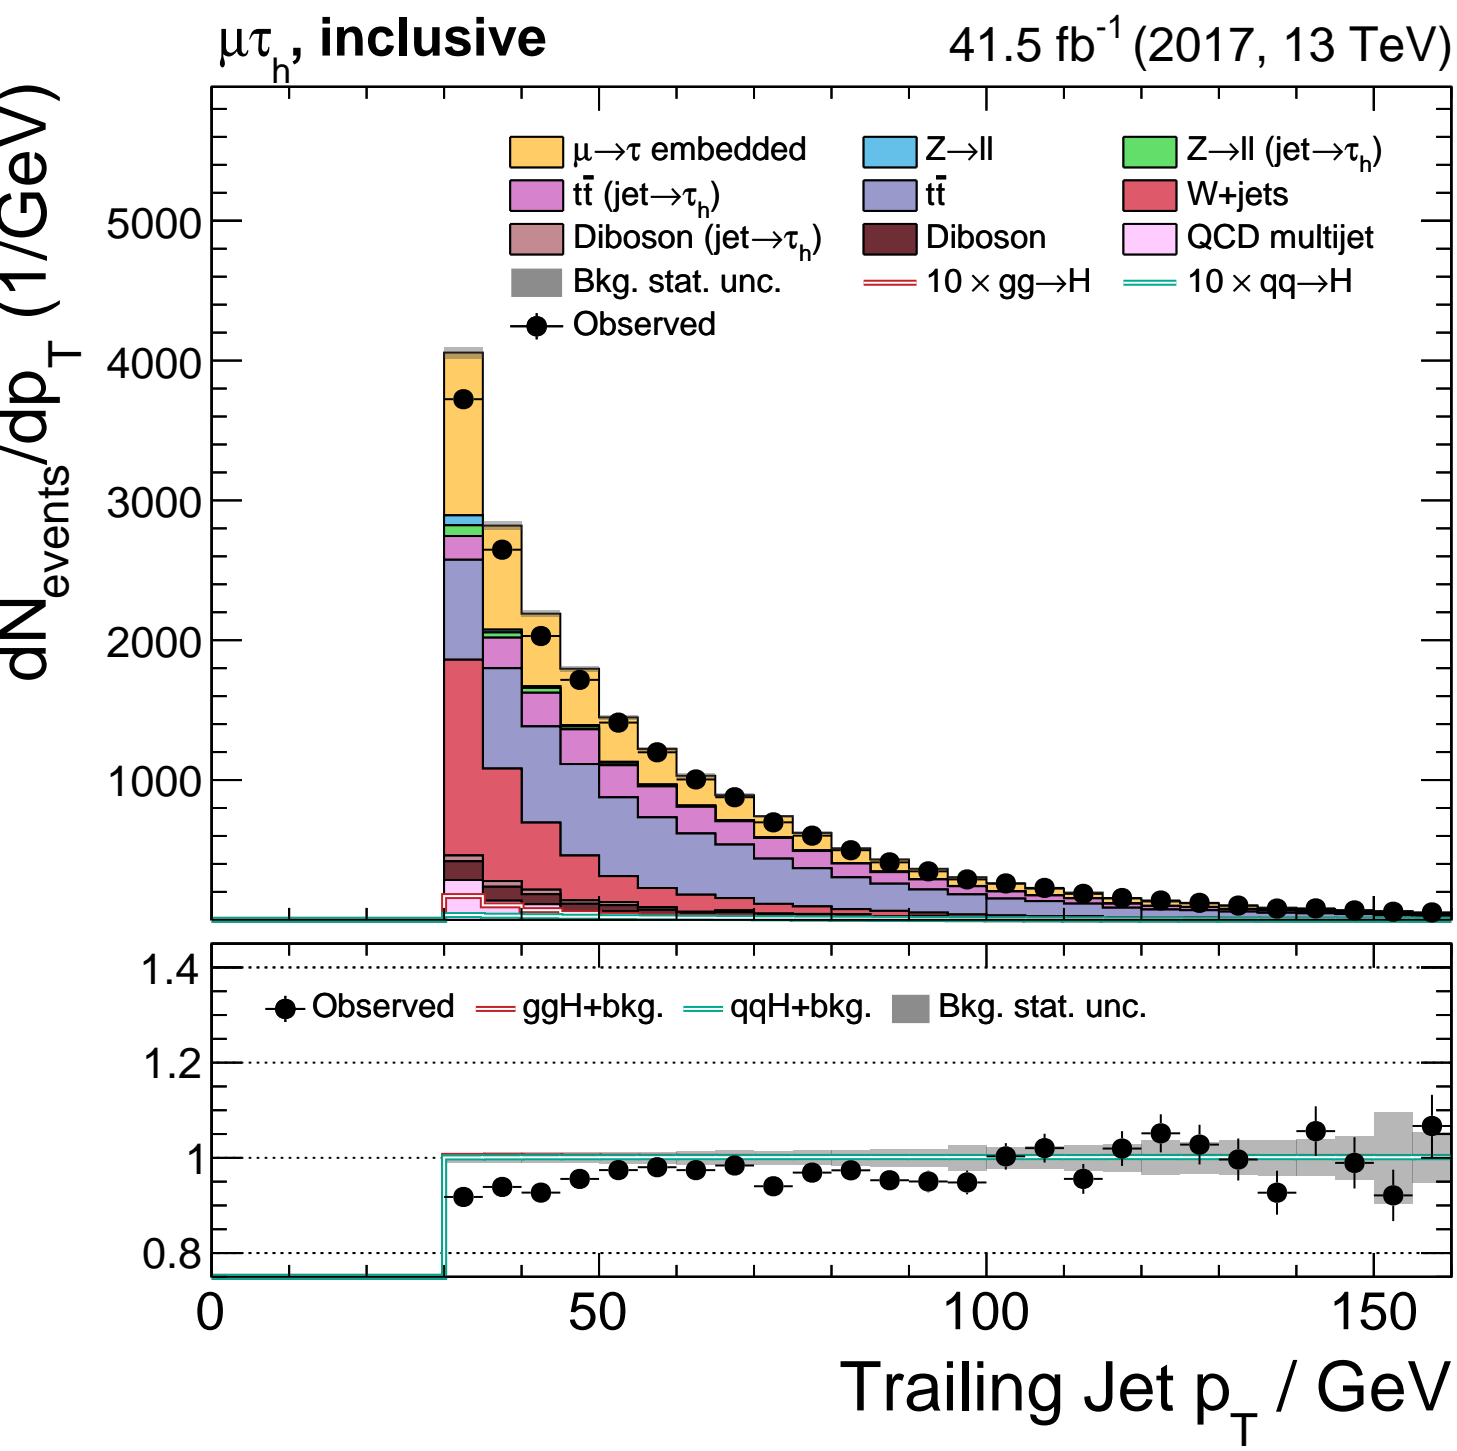 μτh, inclusive
41.5 fb-1 (2017, 13 TeV)
dNevents/dpT (1/GeV)
μ→τ embedded
Z→ll
Z→ll (jet→τh)
tt̄ (jet→τh)
tt̄
W+jets
Diboson (jet→τh)
Diboson
QCD multijet
Bkg. stat. unc.
10 × gg→H
10 × qq→H
Observed
5000
4000
3000
2000
1000
1.4
Observed
ggH+bkg.
qqH+bkg.
Bkg. stat. unc.
1.2
1
0.8
0
50
100
150
Trailing Jet pT / GeV